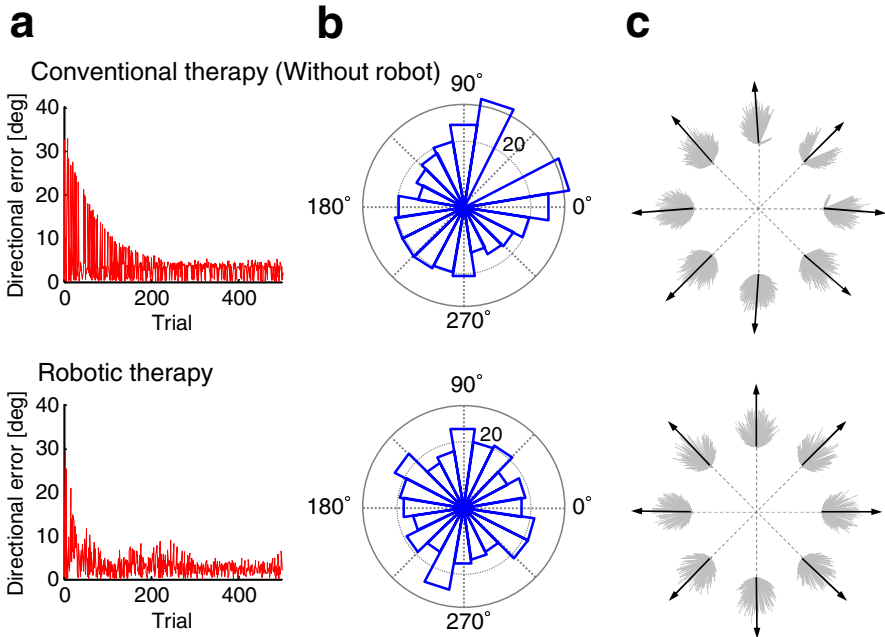 a
b
c
Conventional therapy (Without robot)
Directional error [deg]
40
30
20
10
0
0
200
400
Trial
90°
20
180°
0°
270°
Robotic therapy
Directional error [deg]
40
30
20
10
0
0
200
400
Trial
90°
20
180°
0°
270°